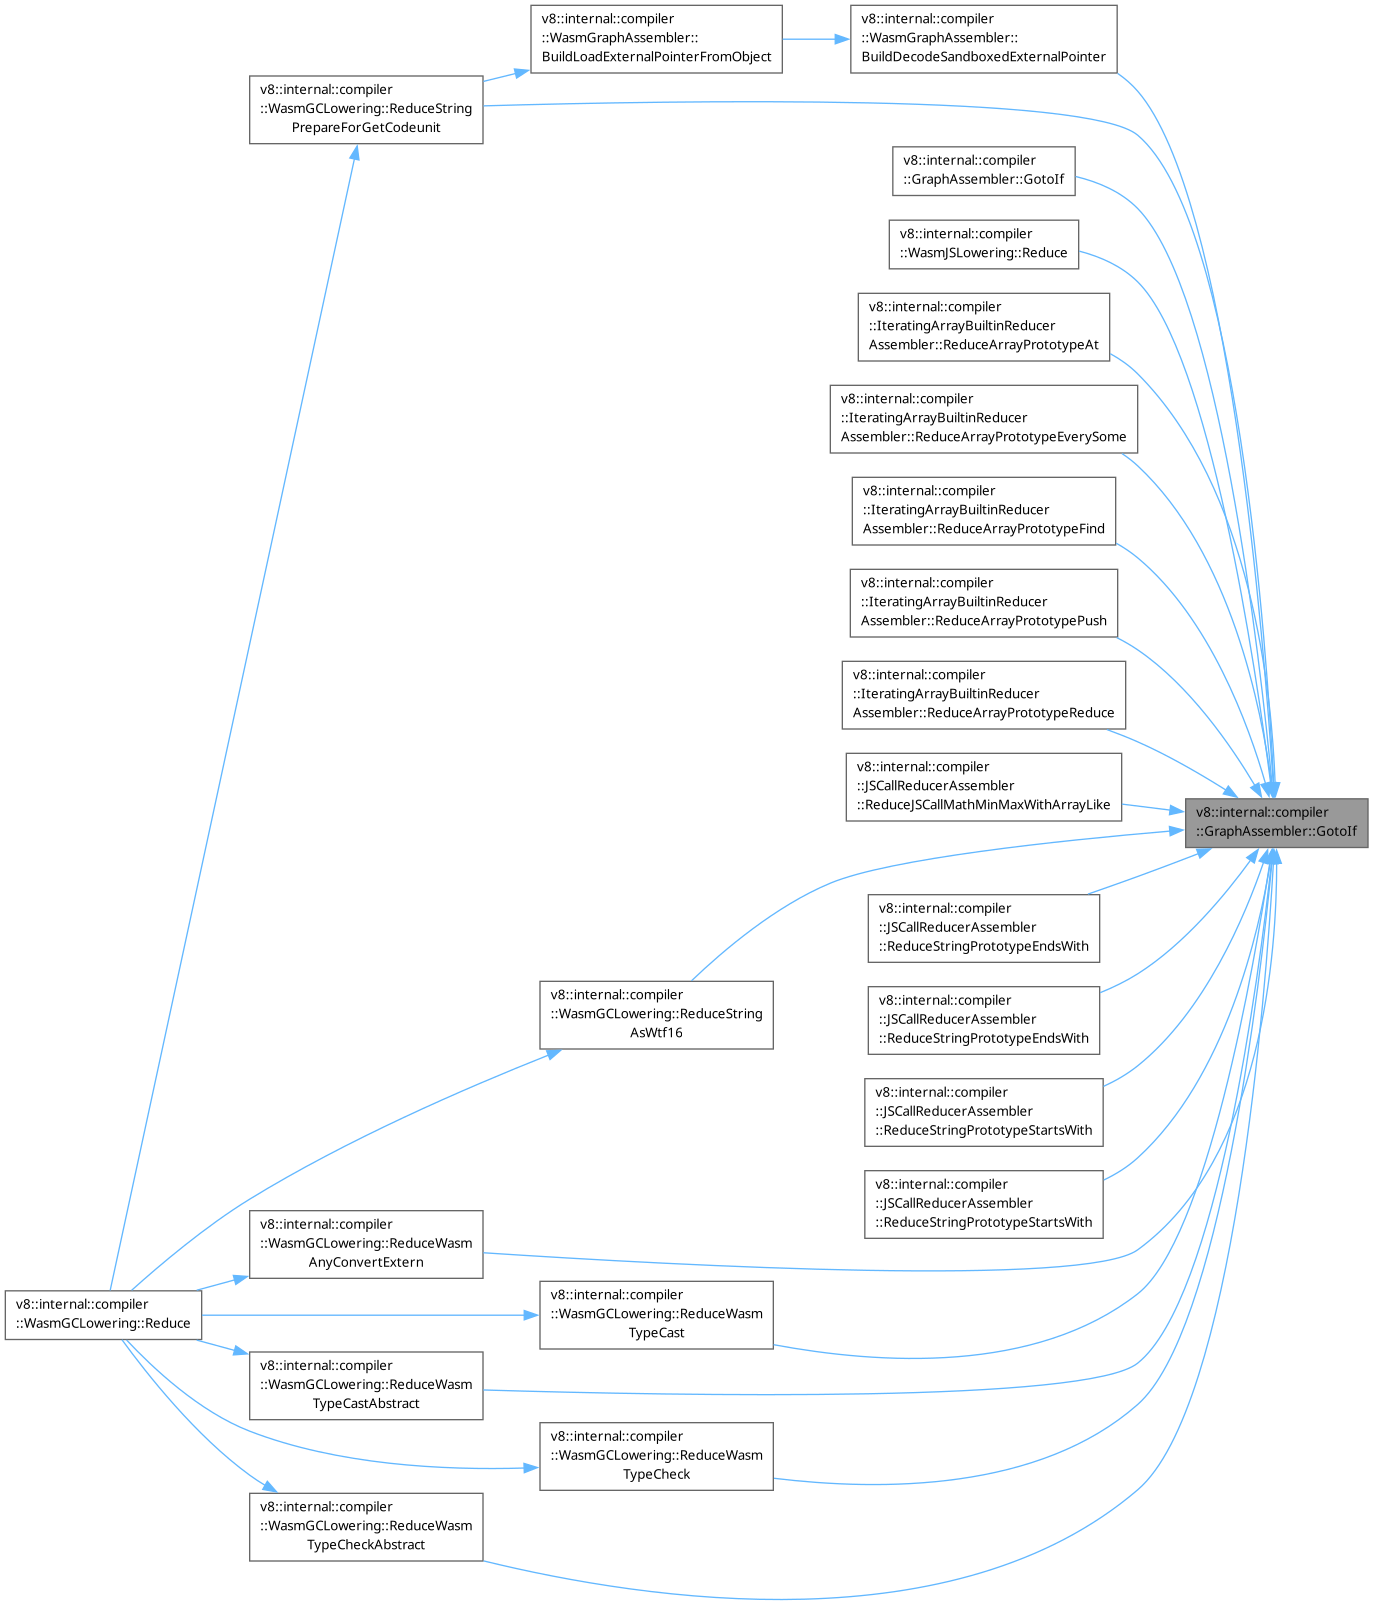 v8::internal::compiler
::WasmGraphAssembler::
BuildLoadExternalPointerFromObject
v8::internal::compiler
::WasmGraphAssembler::
BuildDecodeSandboxedExternalPointer
v8::internal::compiler
::WasmGCLowering::ReduceString
PrepareForGetCodeunit
v8::internal::compiler
::GraphAssembler::GotoIf
v8::internal::compiler
::WasmJSLowering::Reduce
v8::internal::compiler
::IteratingArrayBuiltinReducer
Assembler::ReduceArrayPrototypeAt
v8::internal::compiler
::IteratingArrayBuiltinReducer
Assembler::ReduceArrayPrototypeEverySome
v8::internal::compiler
::IteratingArrayBuiltinReducer
Assembler::ReduceArrayPrototypeFind
v8::internal::compiler
::IteratingArrayBuiltinReducer
Assembler::ReduceArrayPrototypePush
v8::internal::compiler
::IteratingArrayBuiltinReducer
Assembler::ReduceArrayPrototypeReduce
v8::internal::compiler
::JSCallReducerAssembler
::ReduceJSCallMathMinMaxWithArrayLike
v8::internal::compiler
::GraphAssembler::GotoIf
v8::internal::compiler
::JSCallReducerAssembler
::ReduceStringPrototypeEndsWith
v8::internal::compiler
::WasmGCLowering::ReduceString
AsWtf16
v8::internal::compiler
::JSCallReducerAssembler
::ReduceStringPrototypeEndsWith
v8::internal::compiler
::JSCallReducerAssembler
::ReduceStringPrototypeStartsWith
v8::internal::compiler
::JSCallReducerAssembler
::ReduceStringPrototypeStartsWith
v8::internal::compiler
::WasmGCLowering::ReduceWasm
AnyConvertExtern
v8::internal::compiler
::WasmGCLowering::Reduce
v8::internal::compiler
::WasmGCLowering::ReduceWasm
TypeCast
v8::internal::compiler
::WasmGCLowering::ReduceWasm
TypeCastAbstract
v8::internal::compiler
::WasmGCLowering::ReduceWasm
TypeCheck
v8::internal::compiler
::WasmGCLowering::ReduceWasm
TypeCheckAbstract